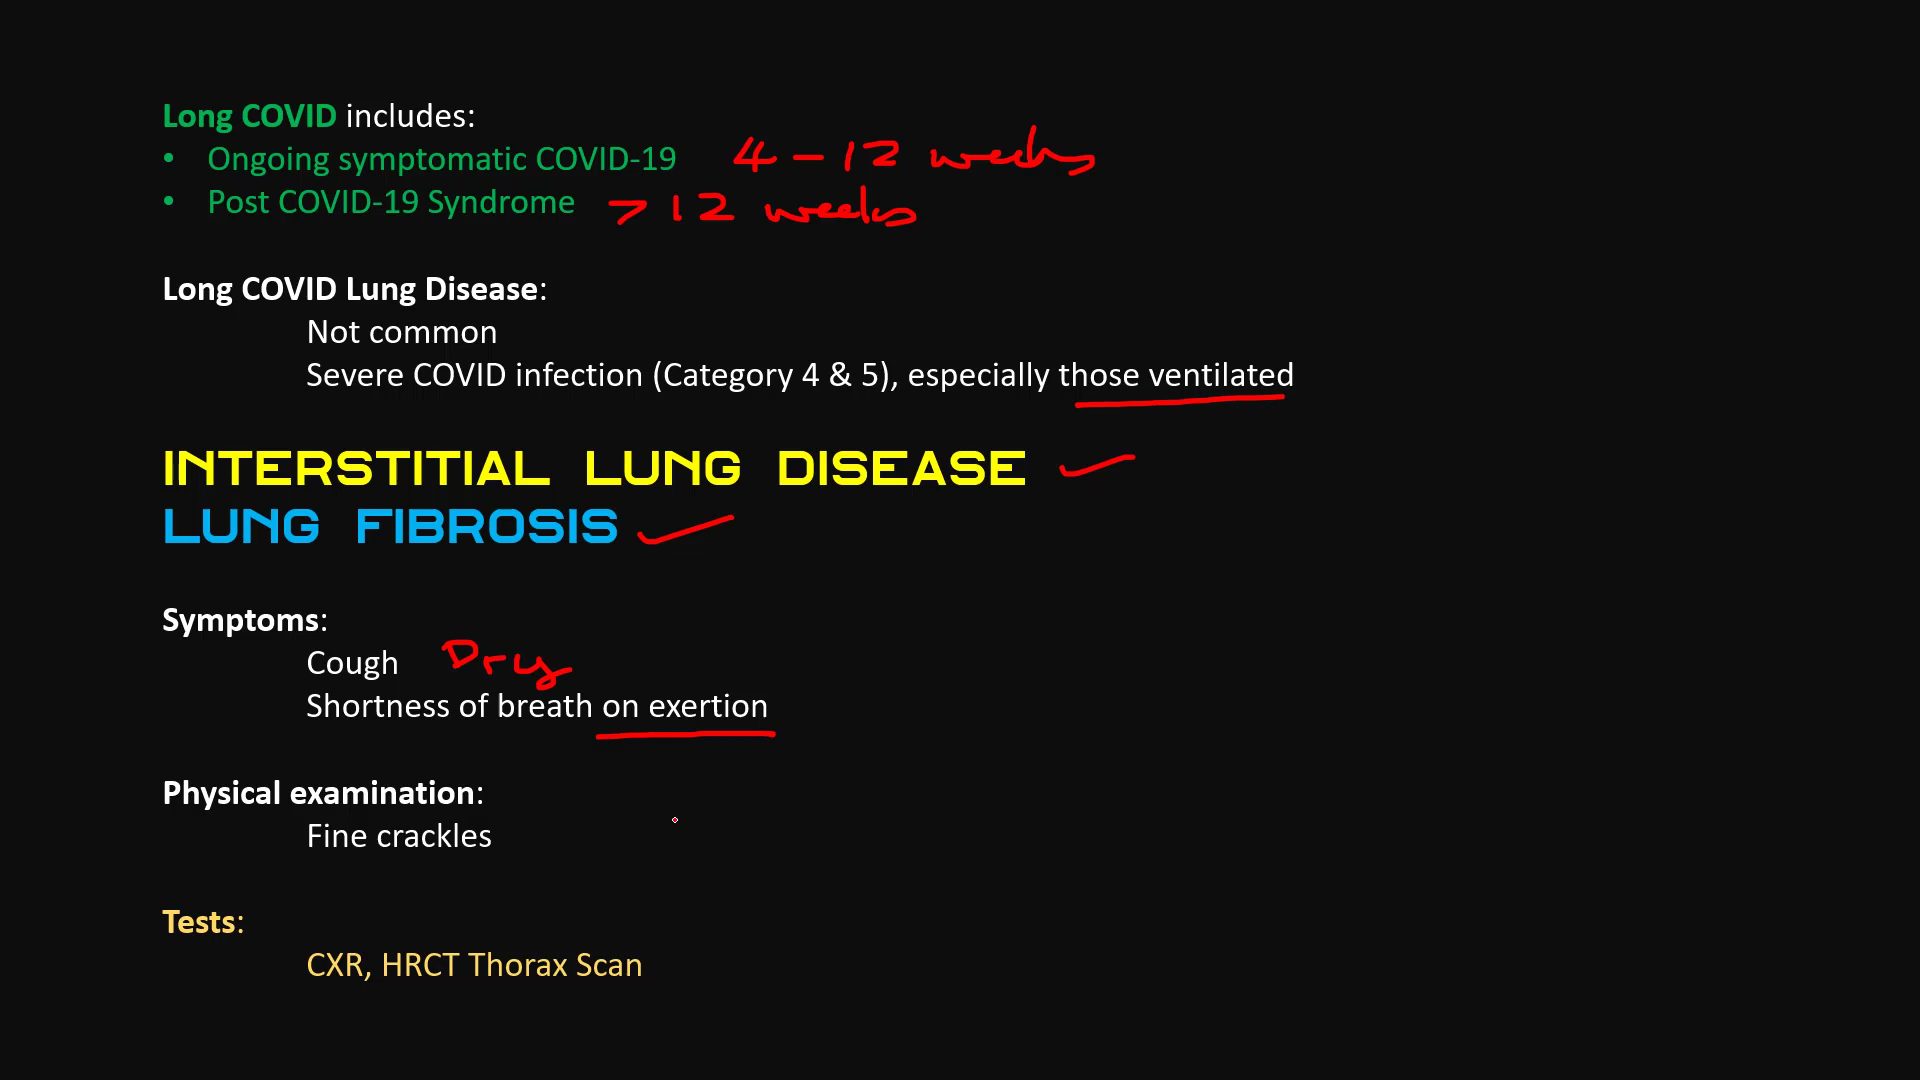 Long COVID includes:
• Ongoing symptomatic COVID-19 4 - 12 weeks
• Post COVID-19 Syndrome > 12 weeks
Long COVID Lung Disease:
Not common
Severe COVID infection (Category 4 & 5), especially those ventilated
INTERSTITIAL LUNG DISEASE
LUNG FIBROSIS
Symptoms:
Cough Dry
Shortness of breath on exertion
Physical examination:
Fine crackles
Tests:
CXR, HRCT Thorax Scan